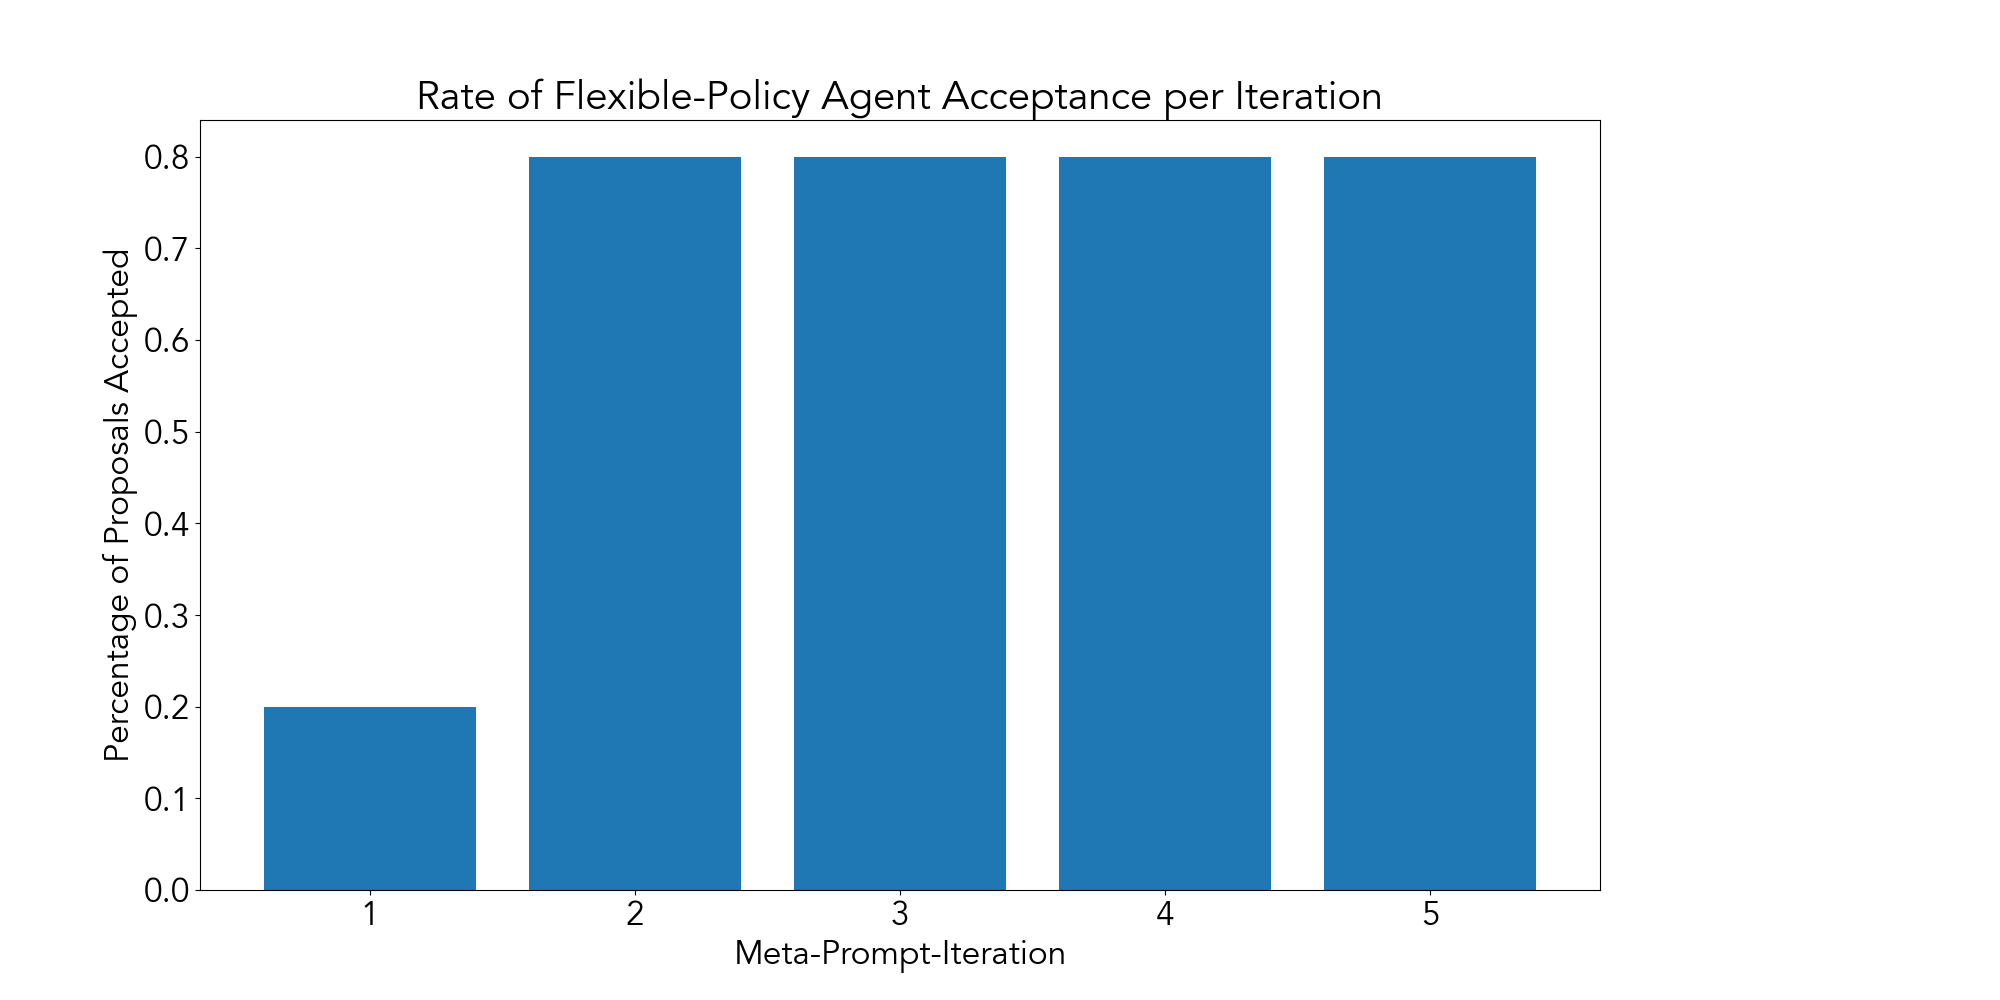 Rate of Flexible-Policy Agent Acceptance per Iteration
Percentage of Proposals Accepted
0.8
0.7
0.6
0.5
0.4
0.3
0.2
0.1
0.0
1 2 3 4 5
Meta-Prompt-Iteration